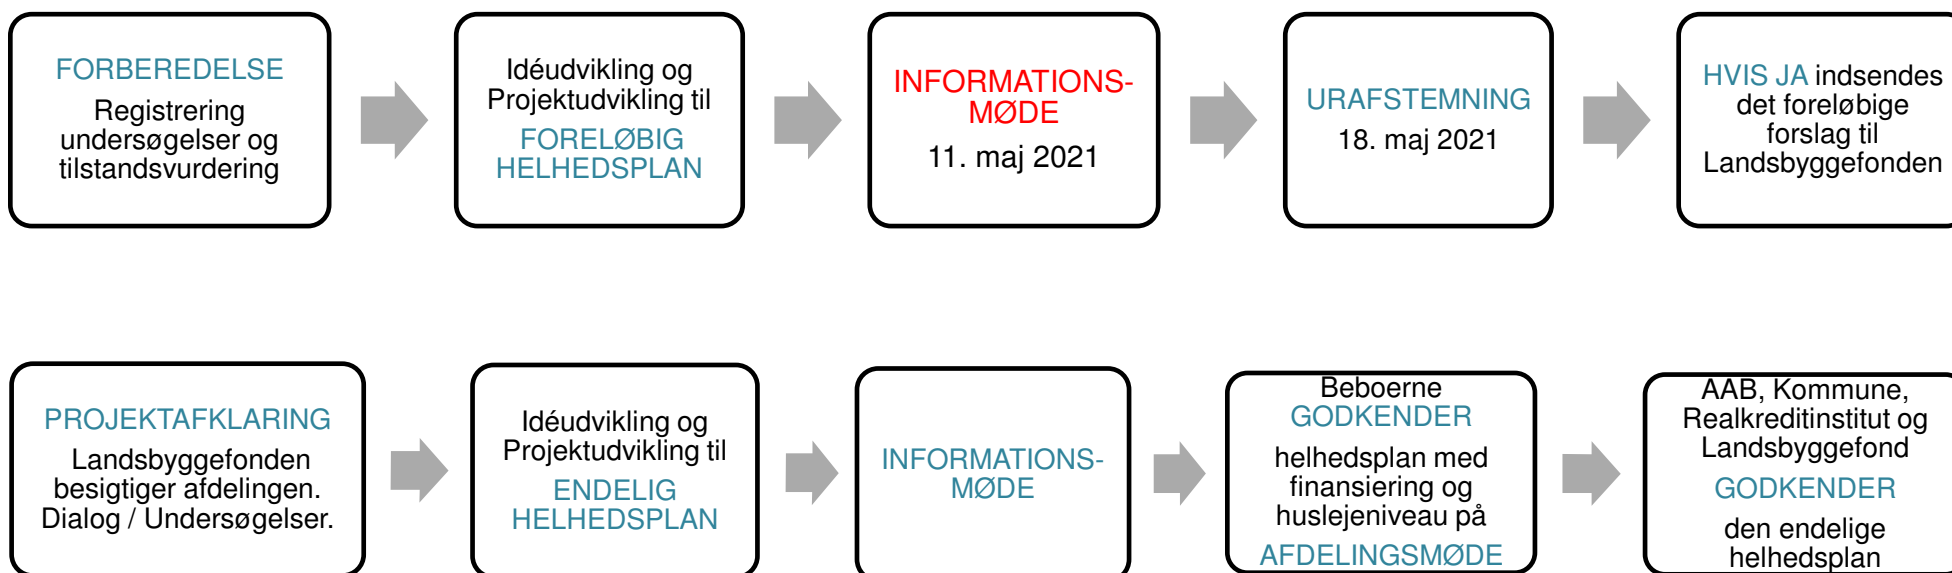 FORBEREDELSE
Registrering
undersøgelser og
tilstandsvurdering
Idéudvikling og
Projektudvikling til
FORELØBIG
HELHEDSPLAN
INFORMATIONS-
MØDE
11. maj 2021
URAFSTEMNING
18. maj 2021
HVIS JA indsendes
det foreløbige
forslag til
Landsbyggefonden
PROJEKTAFKLARING
Landsbyggefonden
besigtiger afdelingen.
Dialog / Undersøgelser.
Idéudvikling og
Projektudvikling til
ENDELIG
HELHEDSPLAN
INFORMATIONS-
MØDE
Beboerne
GODKENDER
helhedsplan med
finansiering og
huslejeniveau på
AFDELINGSMØDE
AAB, Kommune,
Realkreditinstitut og
Landsbyggefond
GODKENDER
den endelige
helhedsplan